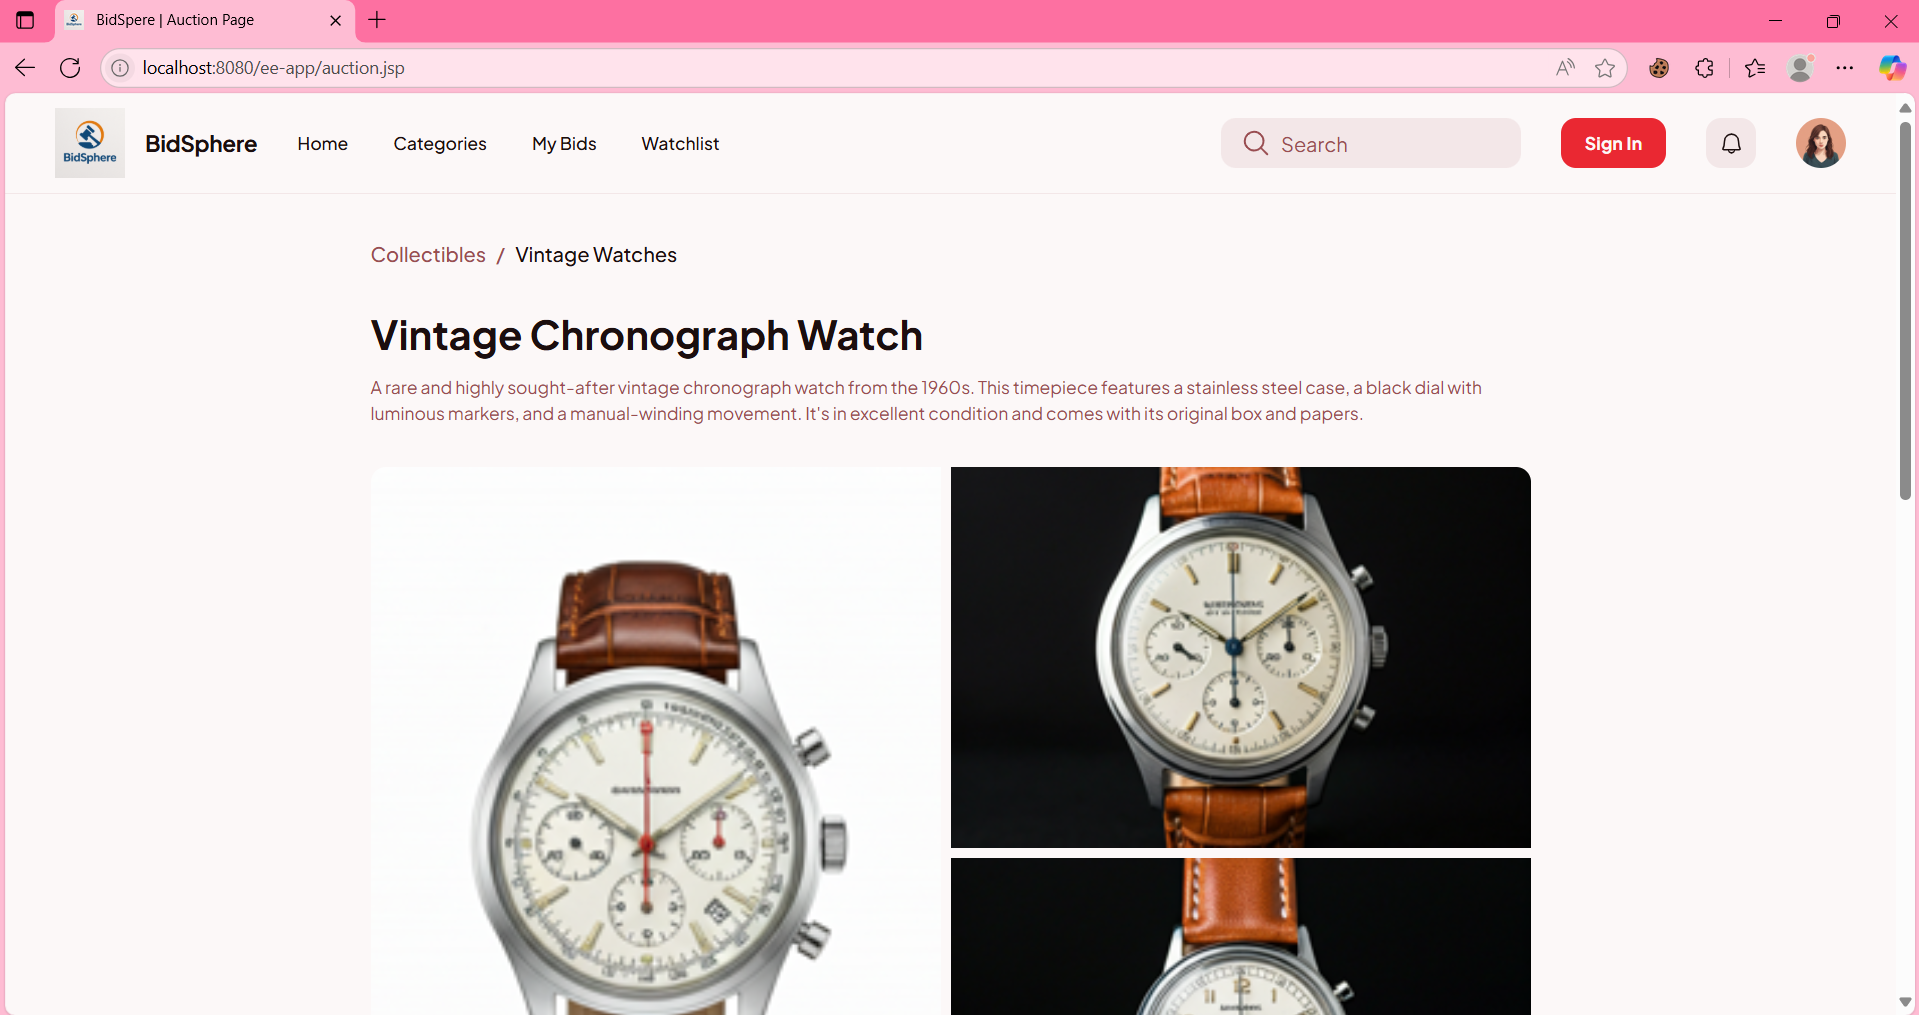 BidSpere | Auction Page
localhost:8080/ee-app/auction.jsp
BidSphere
BidSphere
Home
Categories
My Bids
Watchlist
Search
Sign In
Collectibles / Vintage Watches
Vintage Chronograph Watch
A rare and highly sought-after vintage chronograph watch from the 1960s. This timepiece features a stainless steel case, a black dial with
luminous markers, and a manual-winding movement. It's in excellent condition and comes with its original box and papers.